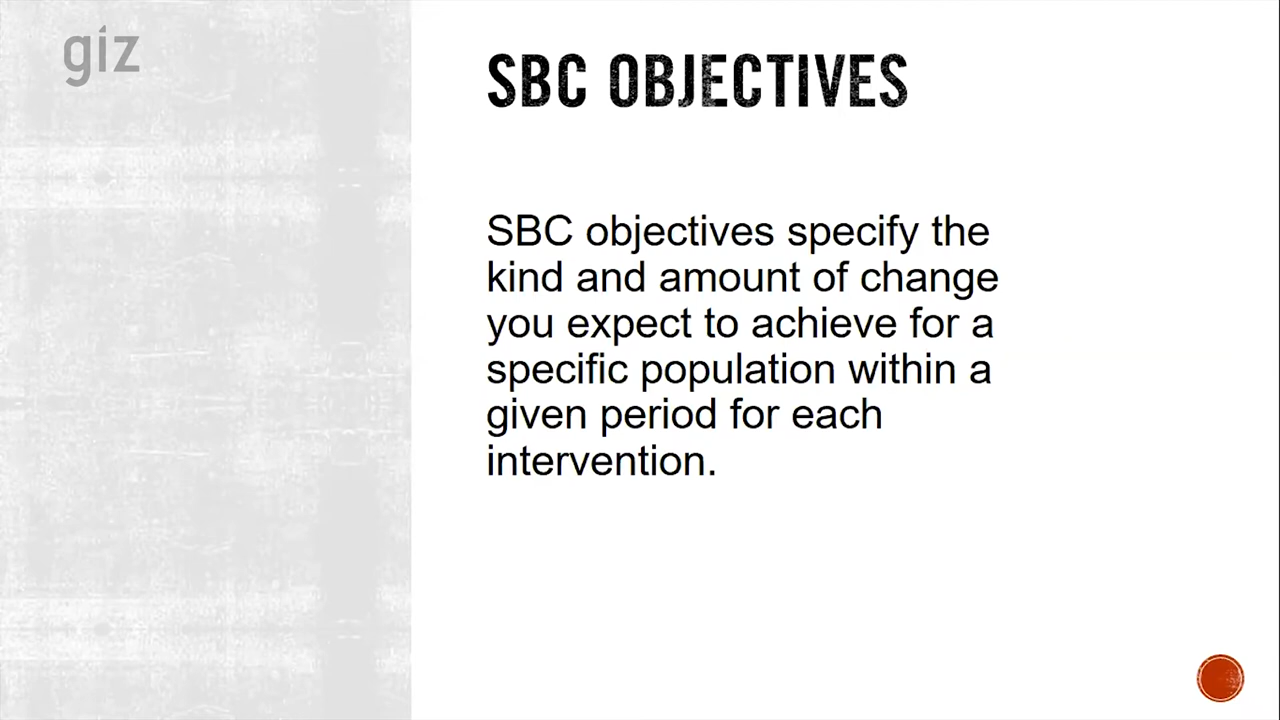 giz
SBC OBJECTIVES
SBC objectives specify the
kind and amount of change
you expect to achieve for a
specific population within a
given period for each
intervention.